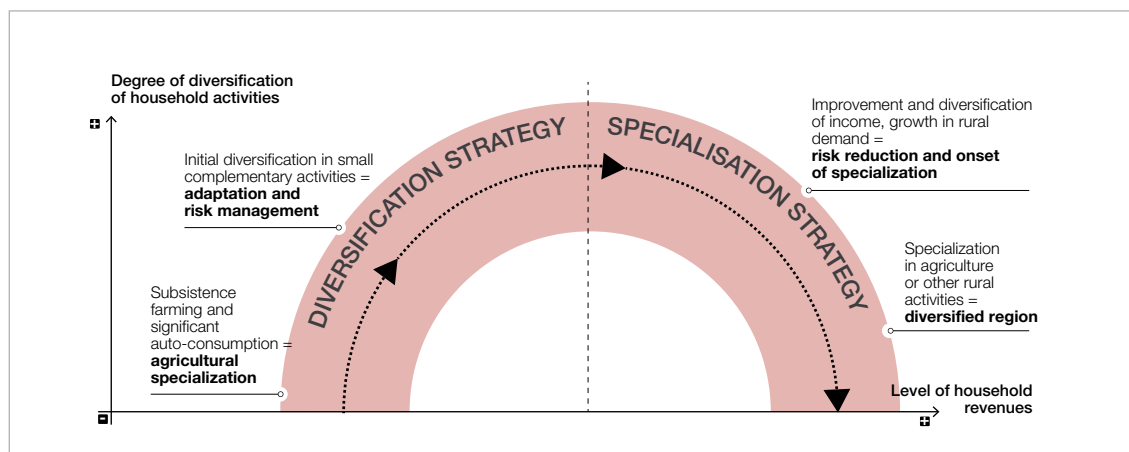 Degree of diversification
of household activities
+
Initial diversification in small
complementary activities =
adaptation and
risk management
Subsistence
farming and
significant
auto-consumption =
agricultural
specialization
DIVERSIFICATION STRATEGY
SPECIALISATION STRATEGY
Improvement and diversification
of income, growth in rural
demand =
risk reduction and onset
of specialization
Specialization
in agriculture
or other rural
activities =
diversified region
Level of household
revenues
-
+